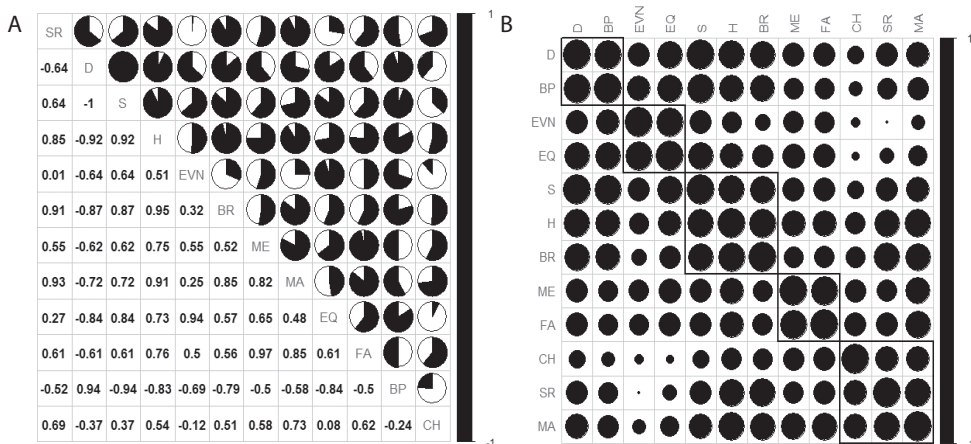 A
SR
1
-0.64 D
0.64 -1 S
0.85 -0.92 0.92 H
0.01 -0.64 0.64 0.51 EVN
0.91 -0.87 0.87 0.95 0.32 BR
0.55 -0.62 0.62 0.75 0.55 0.52 ME
0.93 -0.72 0.72 0.91 0.25 0.85 0.82 MA
0.27 -0.84 0.84 0.73 0.94 0.57 0.65 0.48 EQ
0.61 -0.61 0.61 0.76 0.5 0.56 0.97 0.85 0.61 FA
-0.52 0.94 -0.94 -0.83 -0.69 -0.79 -0.5 -0.58 -0.84 -0.5 BP
0.69 -0.37 0.37 0.54 -0.12 0.51 0.58 0.73 0.08 0.62 -0.24 CH
-1
B
D BP EVN EQ S H BR ME FA CH SR MA
1
D
BP
EVN
EQ
S
H
BR
ME
FA
CH
SR
MA
-1